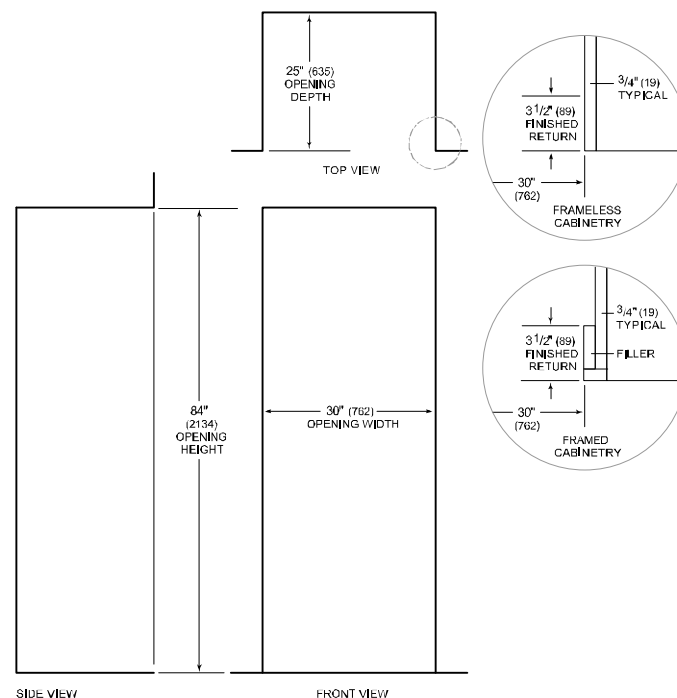 25" (635)
OPENING
DEPTH
TOP VIEW
3/4" (19)
TYPICAL
3 1/2" (89)
FINISHED
RETURN
30"
(762)
FRAMELESS
CABINETRY
3/4" (19)
TYPICAL
3 1/2" (89)
FINISHED
RETURN
FILLER
30"
(762)
FRAMED
CABINETRY
84"
(2134)
OPENING
HEIGHT
30" (762)
OPENING WIDTH
SIDE VIEW
FRONT VIEW